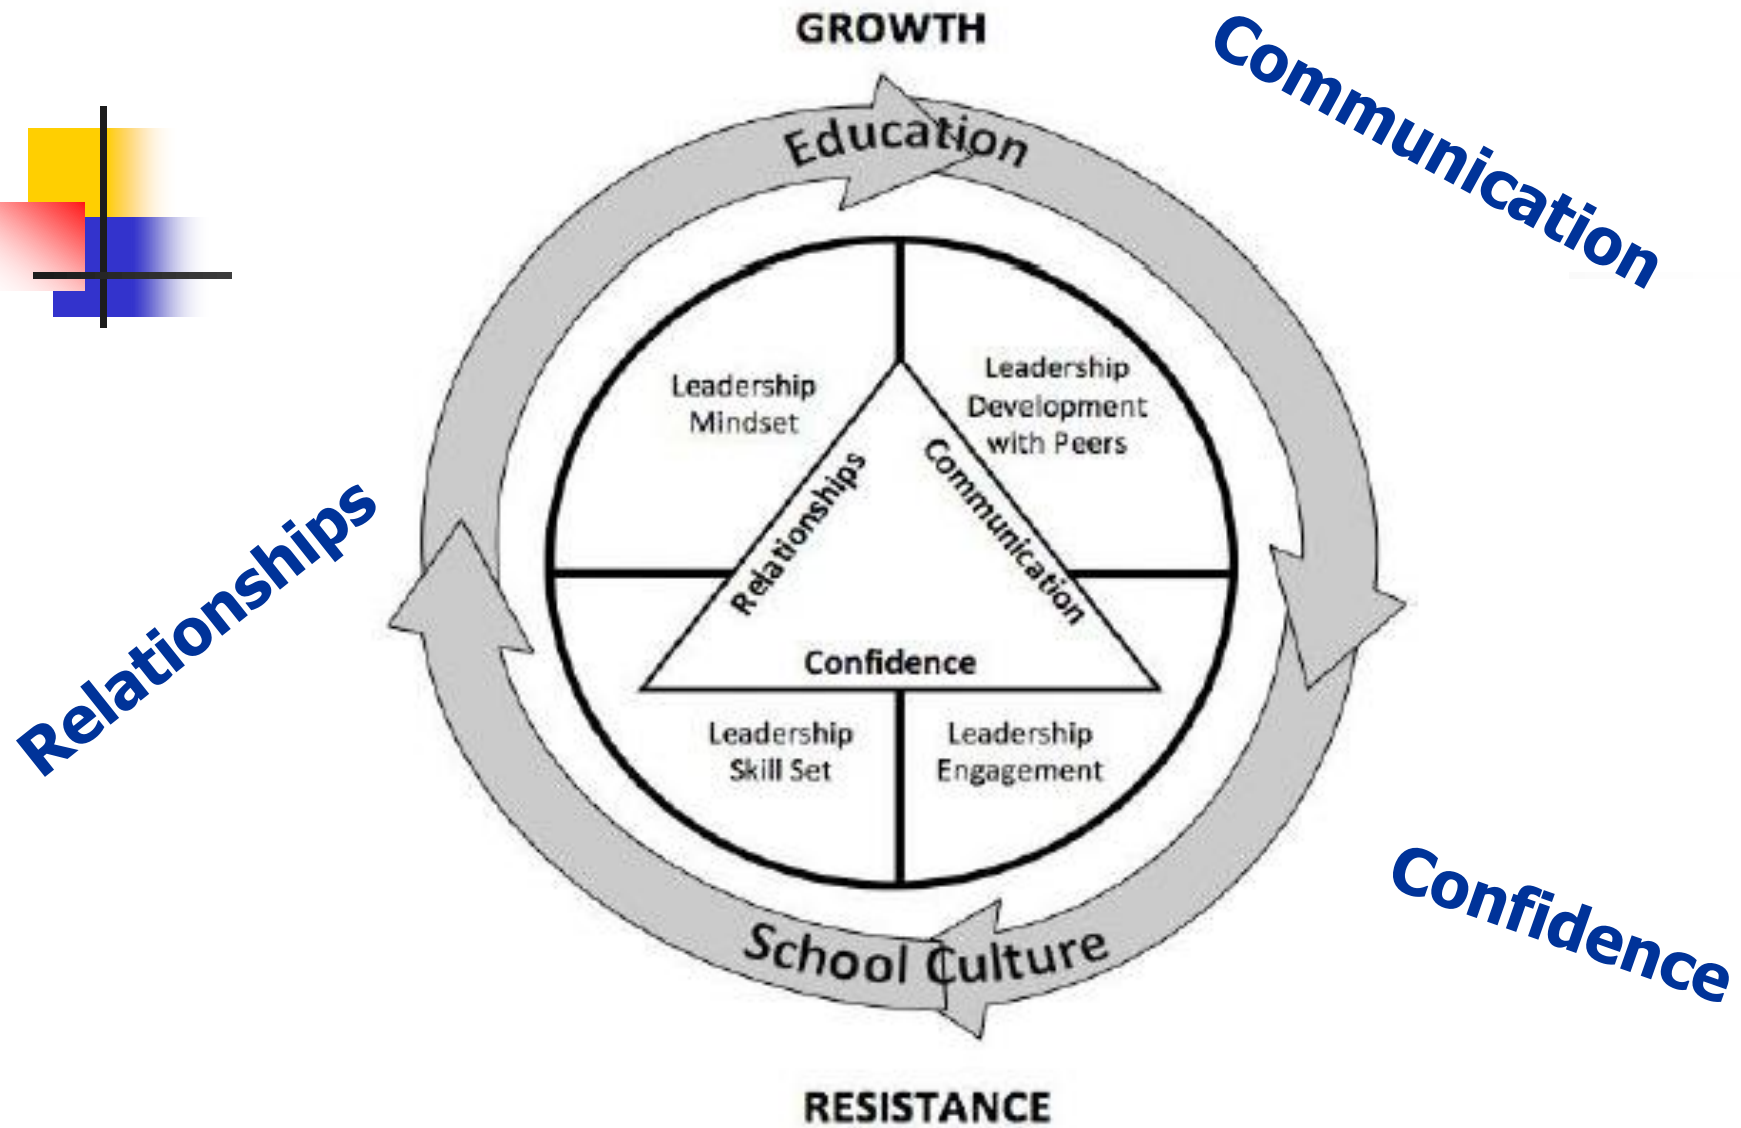 GROWTH
Communication
Education
Leadership
Mindset
Leadership
Development
with Peers
Relationships
Relationships
Communication
Confidence
Leadership
Skill Set
Leadership
Engagement
Confidence
School Culture
RESISTANCE